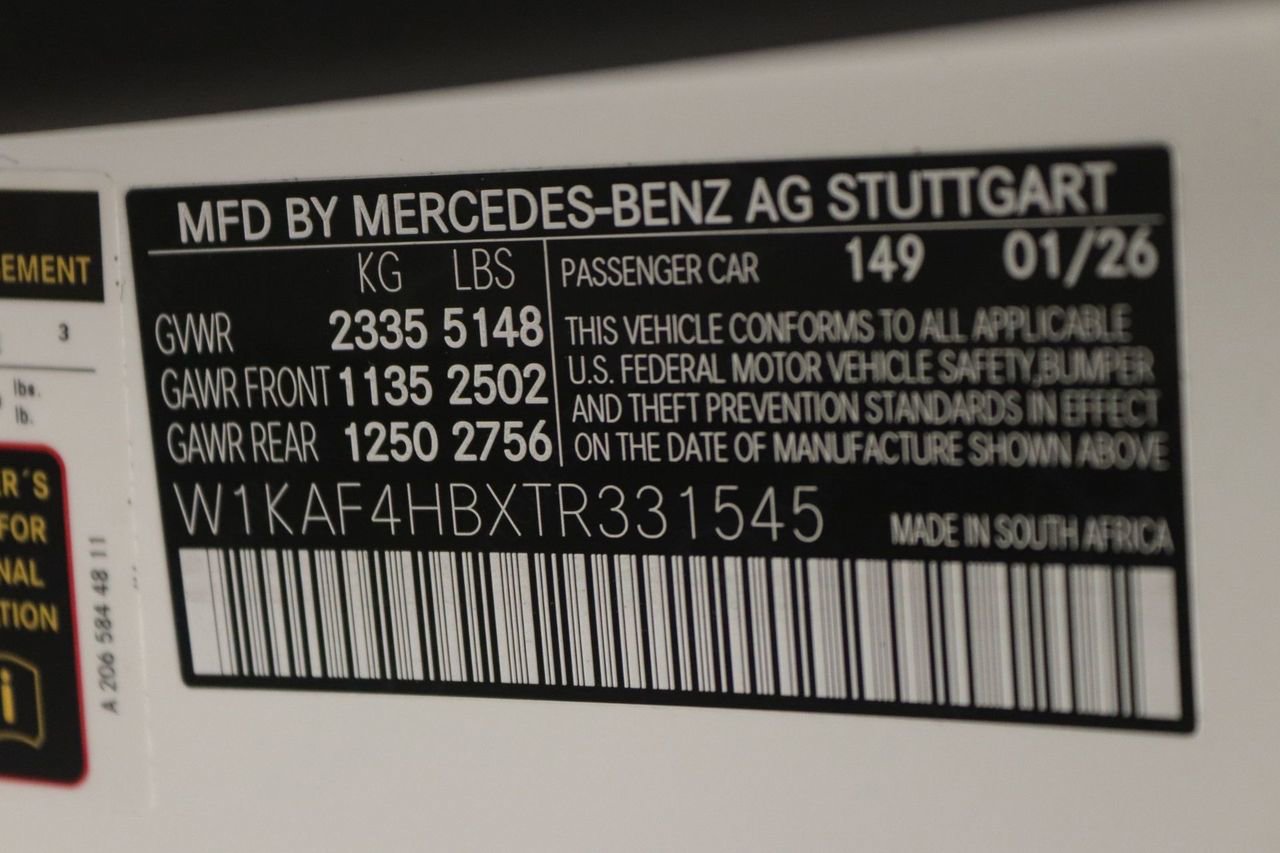 MFD BY MERCEDES-BENZ AG STUTTGART
KG LBS
GVWR 2335 5148
GAWR FRONT 1135 2502
GAWR REAR 1250 2756
PASSENGER CAR 149 01/26
THIS VEHICLE CONFORMS TO ALL APPLICABLE
U.S. FEDERAL MOTOR VEHICLE SAFETY,BUMPER
AND THEFT PREVENTION STANDARDS IN EFFECT
ON THE DATE OF MANUFACTURE SHOWN ABOVE
W1KAF4HBXTR331545
MADE IN SOUTH AFRICA
EMENT
3
lbs.
lb.
R´S
FOR
NAL
TION
i
A 206 584 48 11